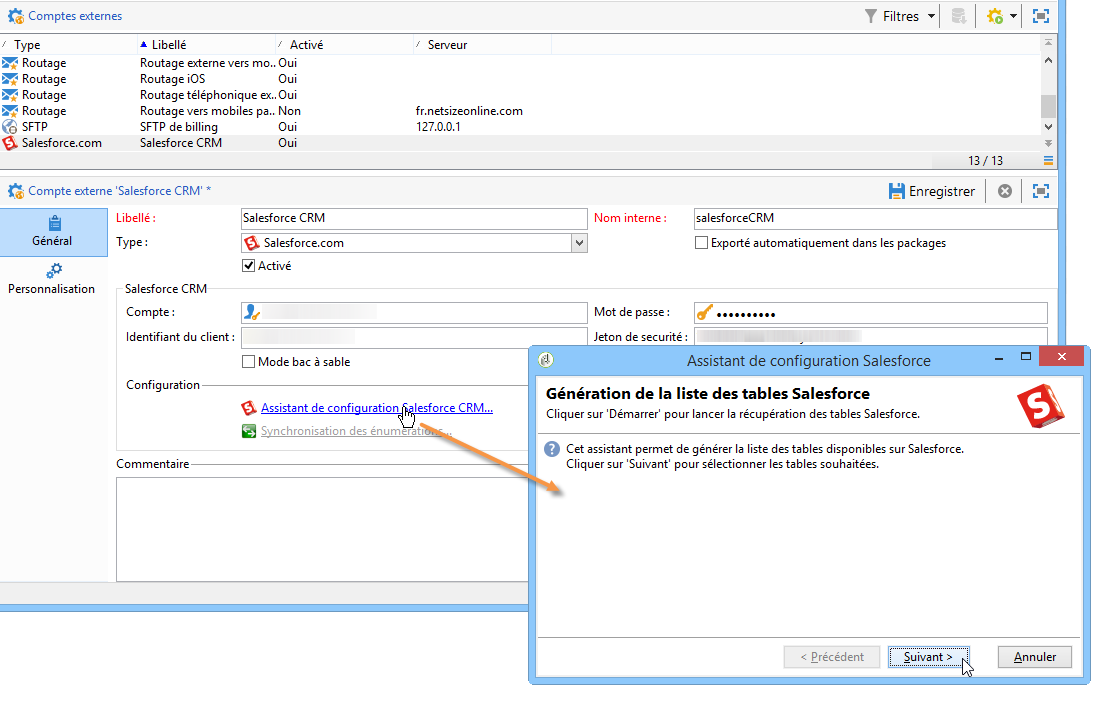 Comptes externes
Filtres
Type Libellé Activé Serveur
Routage Routage externe vers mo.. Oui
Routage Routage iOS Oui
Routage Routage téléphonique ex.. Oui
Routage Routage vers mobiles pa.. Non fr.netsizeonline.com
SFTP SFTP de billing Oui 127.0.0.1
Salesforce.com Salesforce CRM Oui
13 / 13
Compte externe 'Salesforce CRM' *
Enregistrer
Général
Personnalisation
Libellé : Salesforce CRM Nom interne : salesforceCRM
Type : Salesforce.com Exporté automatiquement dans les packages
Activé
Salesforce CRM
Compte : Mot de passe : ••••••••••
Identifiant du client : Jeton de securité :
Mode bac à sable
Configuration
Assistant de configuration Salesforce CRM...
Synchronisation des énumérations...
Commentaire
Assistant de configuration Salesforce
Génération de la liste des tables Salesforce
Cliquer sur 'Démarrer' pour lancer la récupération des tables Salesforce.
Cet assistant permet de générer la liste des tables disponibles sur Salesforce.
Cliquer sur 'Suivant' pour sélectionner les tables souhaitées.
< Précédent Suivant > Annuler